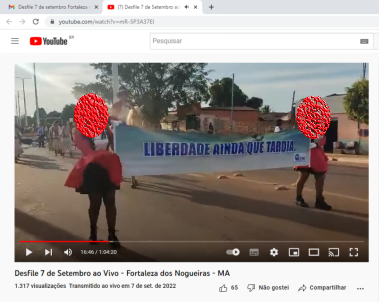 Desfile 7 de setembro Fortaleza
(1) Desfile 7 de Setembro ao
youtube.com/watch?v=mR-SP3A37EI
YouTube BR
Pesquisar
LIBERDADE AINDA QUE TARDIA.
16:46 / 1:04:20
Desfile 7 de Setembro ao Vivo - Fortaleza dos Nogueiras - MA
1.317 visualizações Transmitido ao vivo em 7 de set. de 2022
65 Não gostei Compartilhar